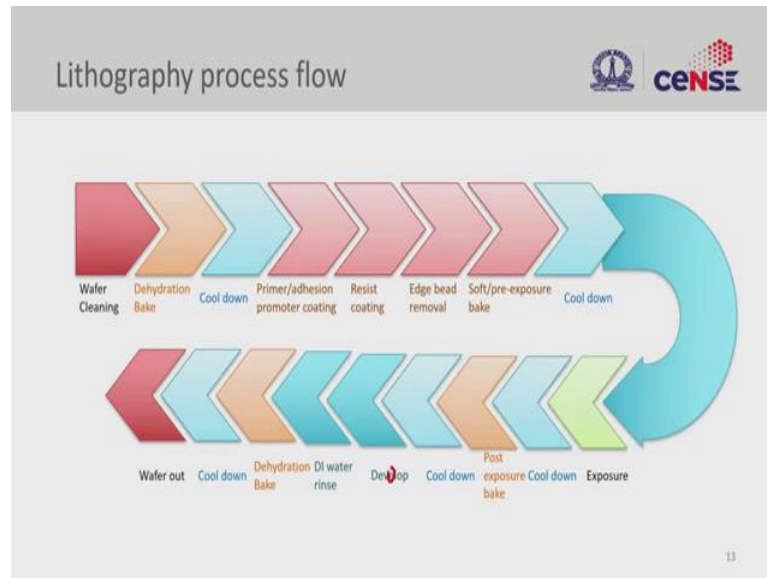 Lithography process flow
CeNSE
Wafer
Cleaning
Dehydration
Bake
Cool down
Primer/adhesion
promoter coating
Resist
coating
Edge bead
removal
Soft/pre-exposure
bake
Cool down
Wafer out
Cool down
Dehydration
Bake
DI water
rinse
Develop
Cool down
Post
exposure
bake
Cool down
Exposure
13